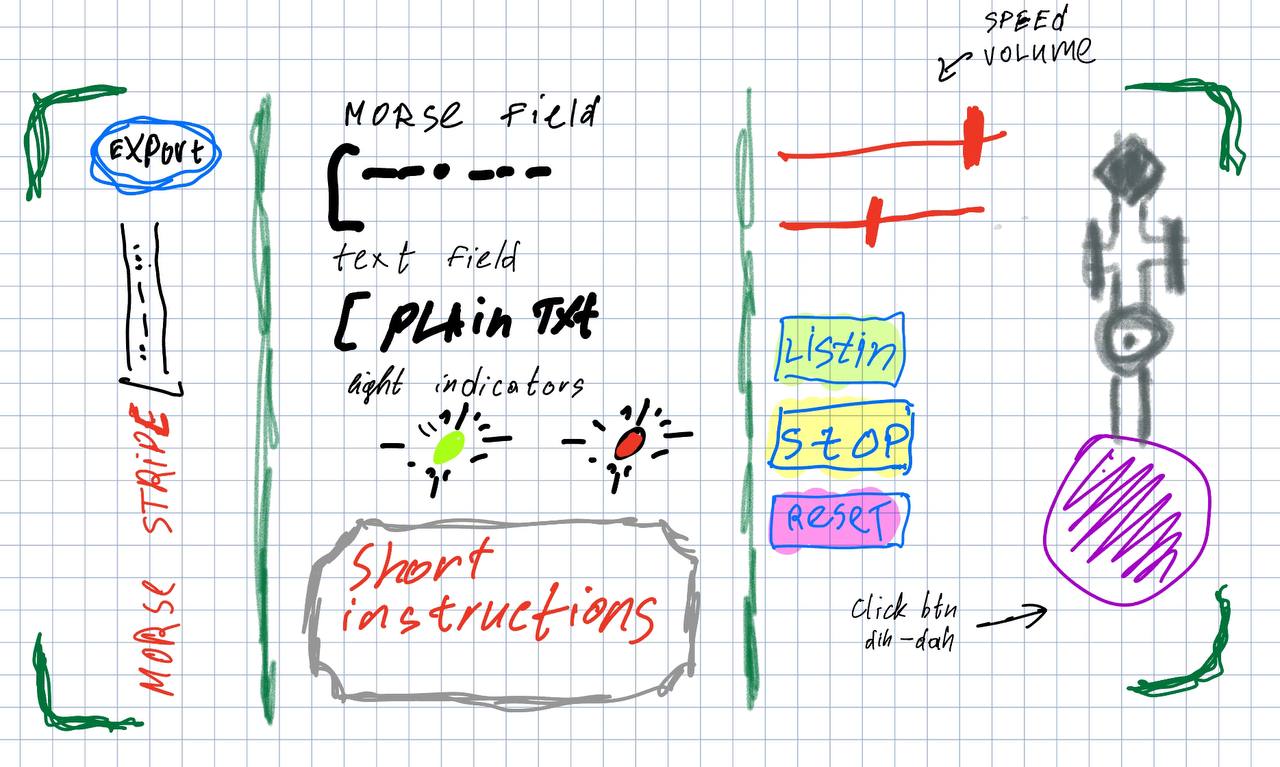 EXPORT
MORSE STRIPE
MORSE Field
text Field
[ PLAin Txt
light indicators
Short
instructions
SPEEd
VOLUME
Listin
StOP
RESET
Click btn
dih-dah